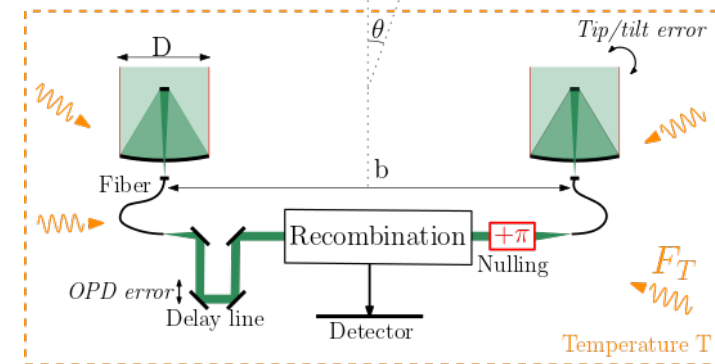 θ
Tip/tilt error
D
b
Fiber
Recombination
+π
Nulling
F_T
OPD error
Delay line
Detector
Temperature T